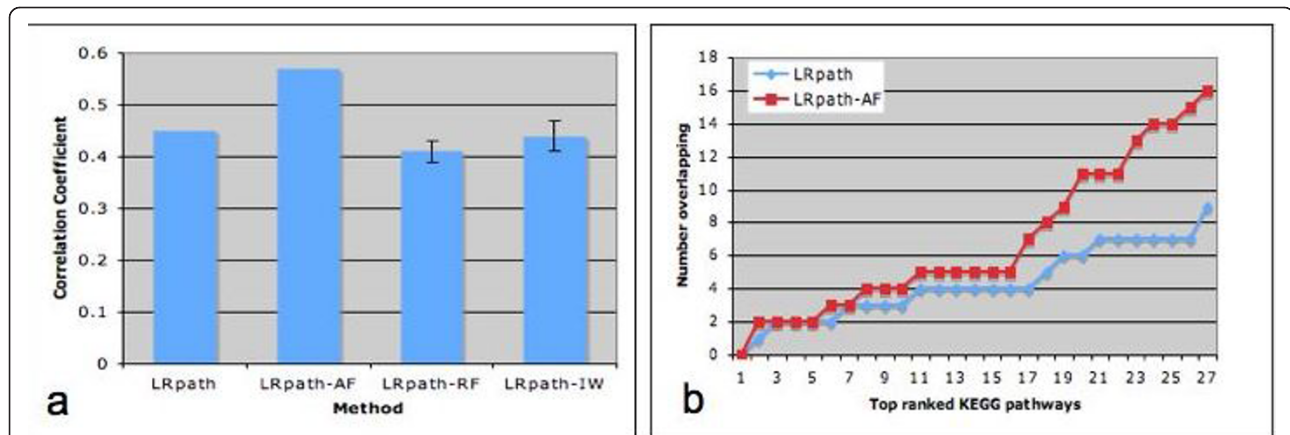 0.6
0.5
0.4
0.3
0.2
0.1
0
Correlation Coefficient
LRpath LRpath-AF LRpath-RF LRpath-IW
Method
a
18
16
14
12
10
8
6
4
2
0
Number overlapping
LRpath
LRpath-AF
1 3 5 7 9 11 13 15 17 19 21 23 25 27
Top ranked KEGG pathways
b